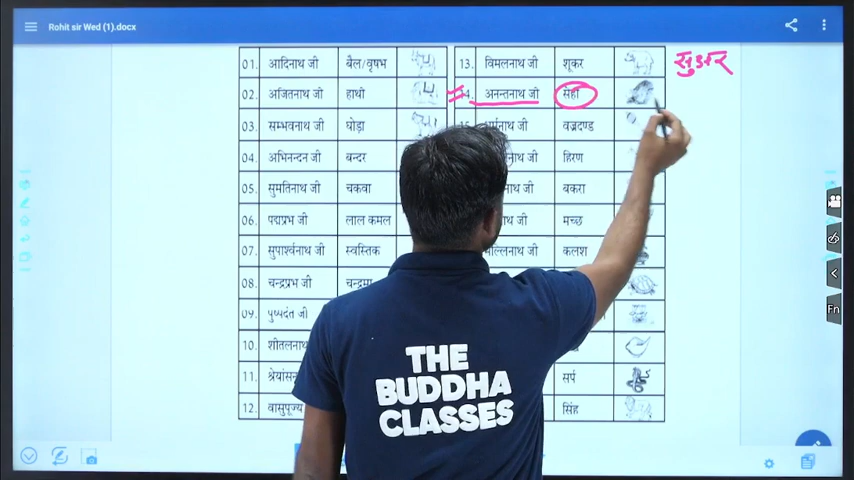 Rohit sir Wed (1).docx
01. आदिनाथ जी बैल/वृषभ 13. विमलनाथ जी शूकर सुअर
02. अजितनाथ जी हाथी 14. अनन्तनाथ जी सेही
03. सम्भवनाथ जी घोड़ा वज्रदण्ड
04. अभिनन्दन जी बन्दर हिरण
05. सुमतिनाथ जी चकवा बकरा
06. पद्मप्रभ जी लाल कमल मच्छ
07. सुपार्श्वनाथ जी स्वस्तिक कलश
08. चन्द्रप्रभ जी
09. पुष्पदंत जी
10.
11. सर्प
12. वासुपूज्य सिंह
THE
BUDDHA
CLASSES
Fn